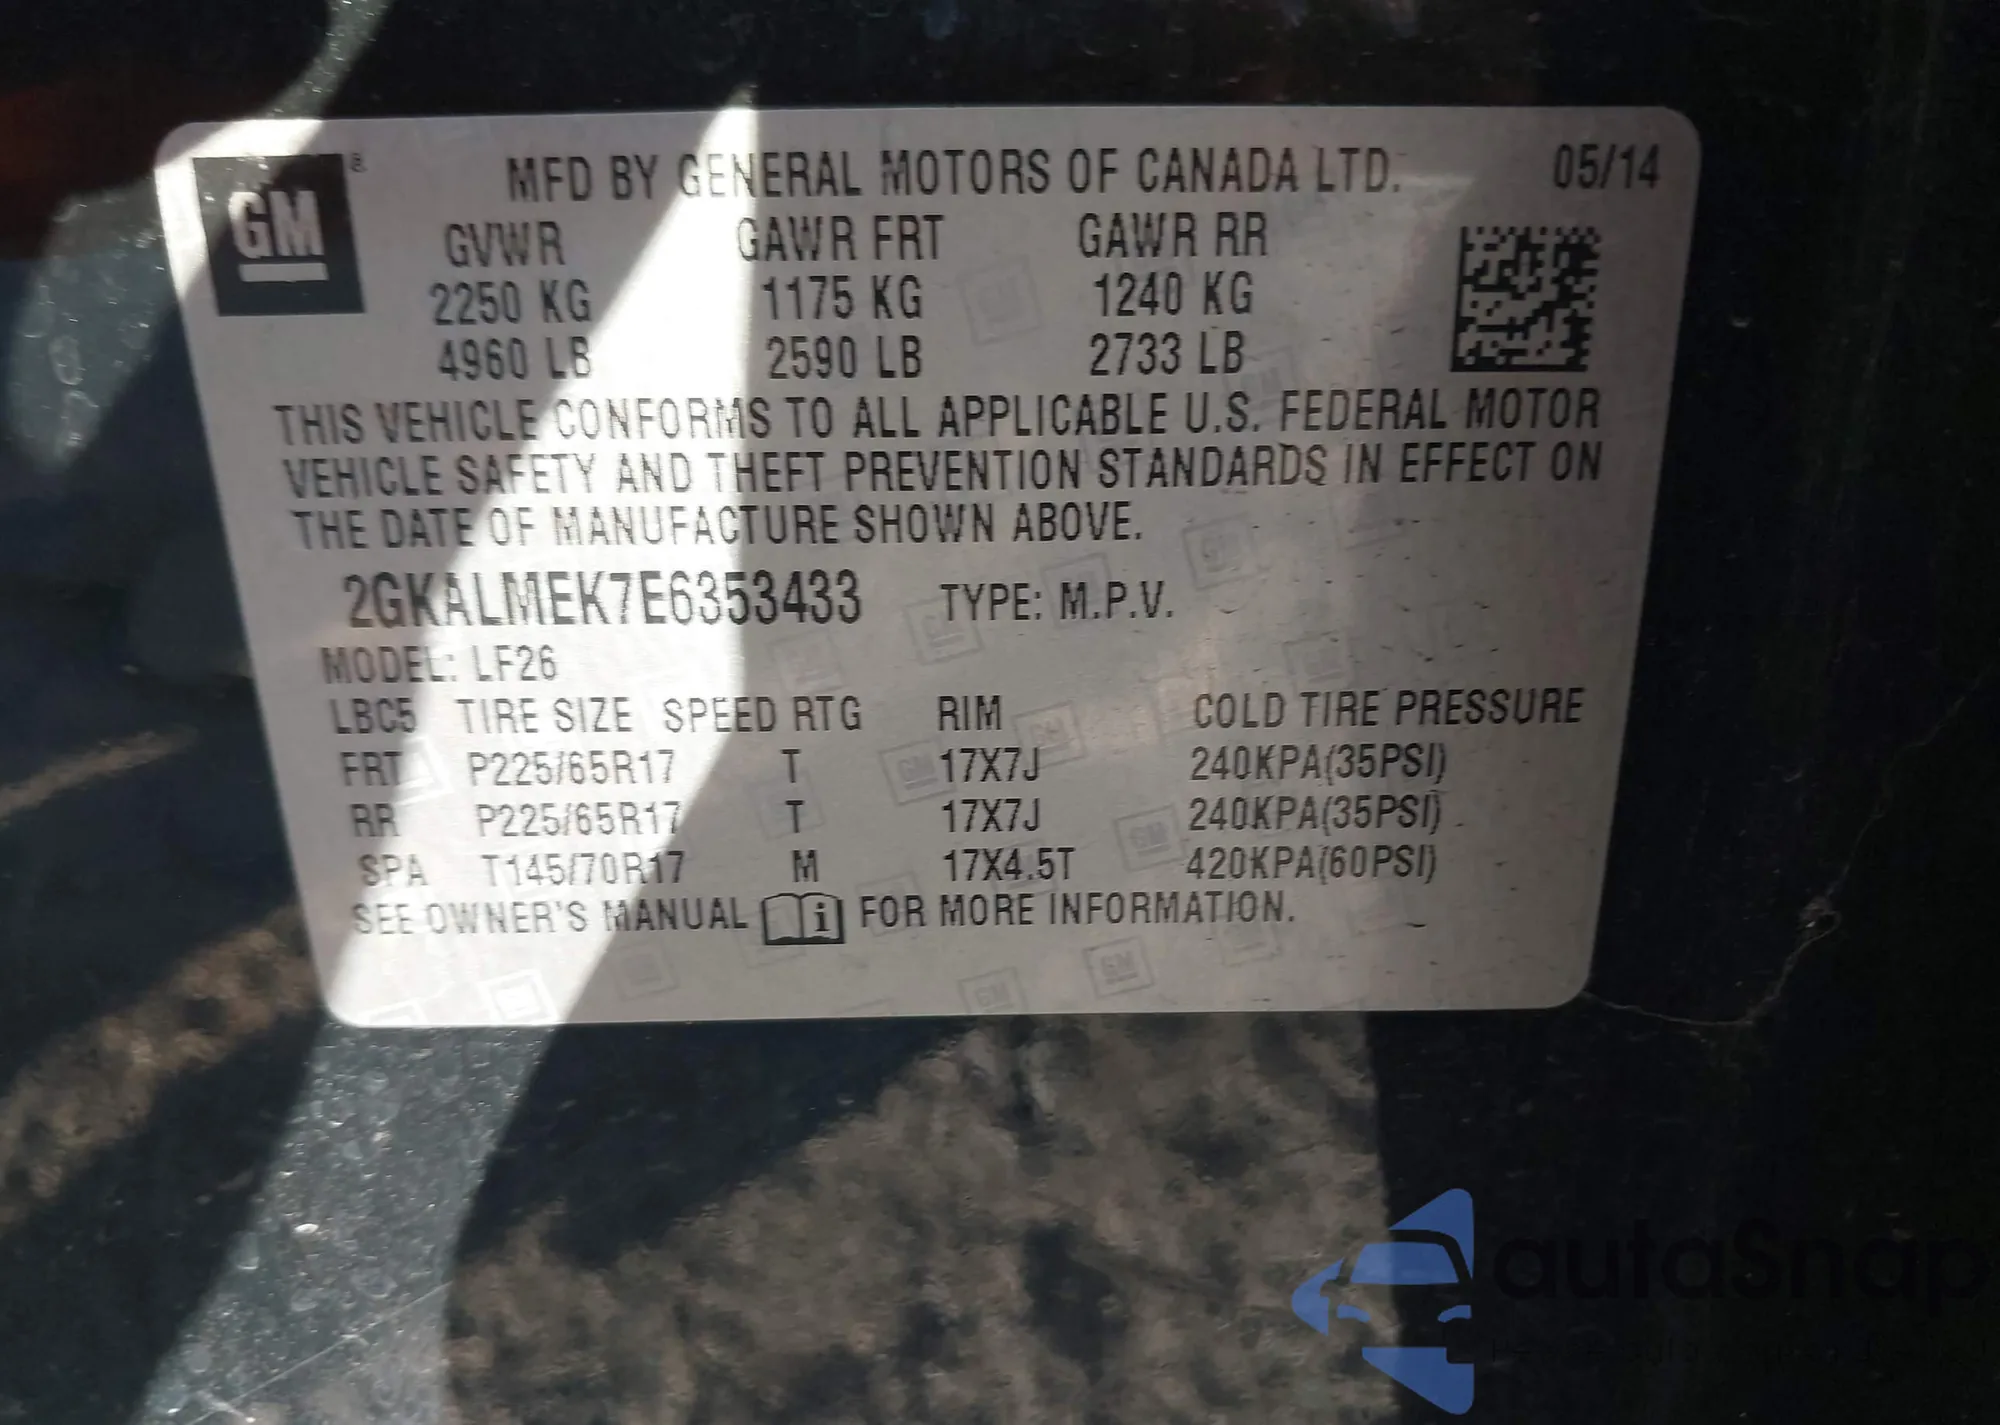 GM ® MFD BY GENERAL MOTORS OF CANADA LTD. 05/14
GVWR GAWR FRT GAWR RR
2250 KG 1175 KG 1240 KG
4960 LB 2590 LB 2733 LB
THIS VEHICLE CONFORMS TO ALL APPLICABLE U.S. FEDERAL MOTOR
VEHICLE SAFETY AND THEFT PREVENTION STANDARDS IN EFFECT ON
THE DATE OF MANUFACTURE SHOWN ABOVE.
2GKALMEK7E6353433 TYPE: M.P.V.
MODEL: LF26
LBC5 TIRE SIZE SPEED RTG RIM COLD TIRE PRESSURE
FRT P225/65R17 T 17X7J 240KPA(35PSI)
RR P225/65R17 T 17X7J 240KPA(35PSI)
SPA T145/70R17 M 17X4.5T 420KPA(60PSI)
SEE OWNER'S MANUAL i FOR MORE INFORMATION.
autaSnap